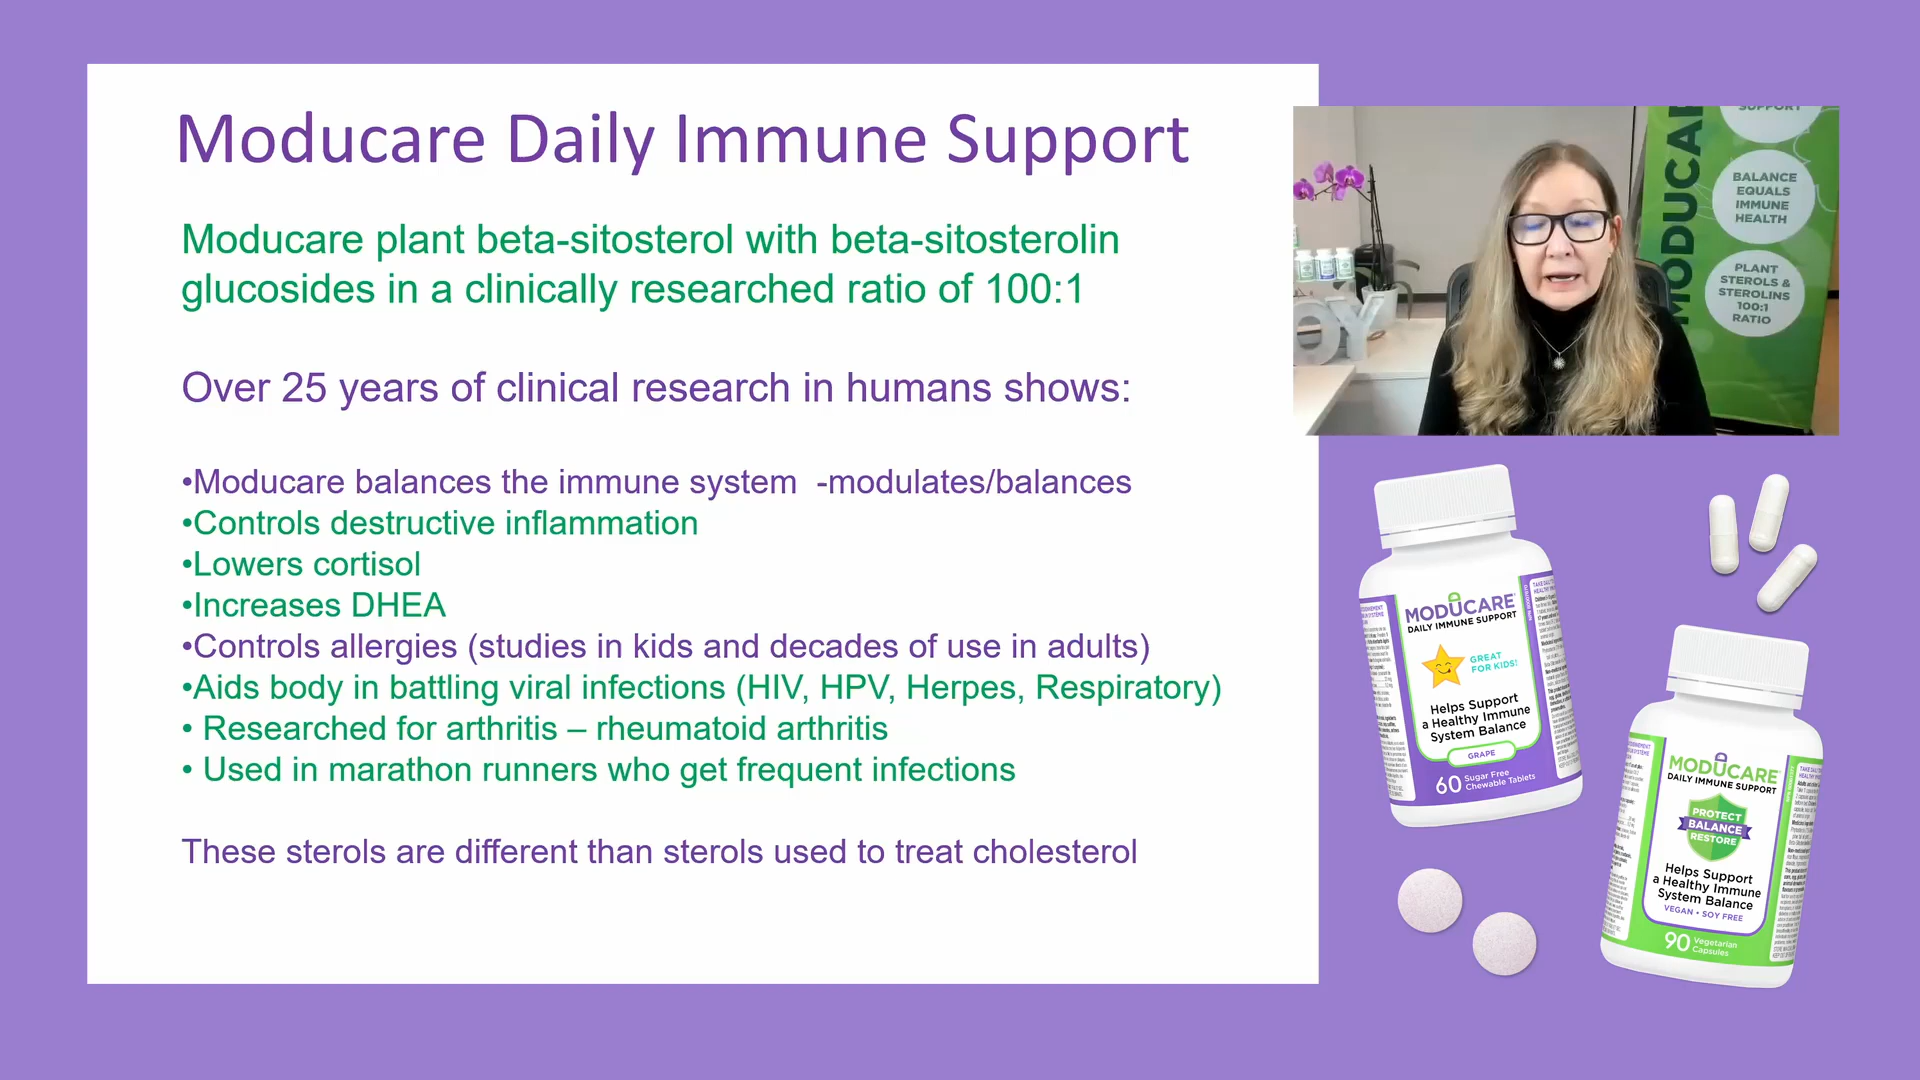 Moducare Daily Immune Support
Moducare plant beta-sitosterol with beta-sitosterolin
glucosides in a clinically researched ratio of 100:1
Over 25 years of clinical research in humans shows:
•Moducare balances the immune system  -modulates/balances
•Controls destructive inflammation
•Lowers cortisol
•Increases DHEA
•Controls allergies (studies in kids and decades of use in adults)
•Aids body in battling viral infections (HIV, HPV, Herpes, Respiratory)
• Researched for arthritis – rheumatoid arthritis
• Used in marathon runners who get frequent infections
These sterols are different than sterols used to treat cholesterol
SUPPORT
BALANCE
EQUALS
IMMUNE
HEALTH
PLANT
STEROLS &
STEROLINS
100:1
RATIO
OY
MODUCARE
DAILY IMMUNE SUPPORT
GREAT
FOR KIDS!
Helps Support
a Healthy Immune
System Balance
GRAPE
60 Sugar Free
Chewable Tablets
MODUCARE
DAILY IMMUNE SUPPORT
PROTECT
BALANCE
RESTORE
Helps Support
a Healthy Immune
System Balance
VEGAN • SOY FREE
90 Vegetarian
Capsules